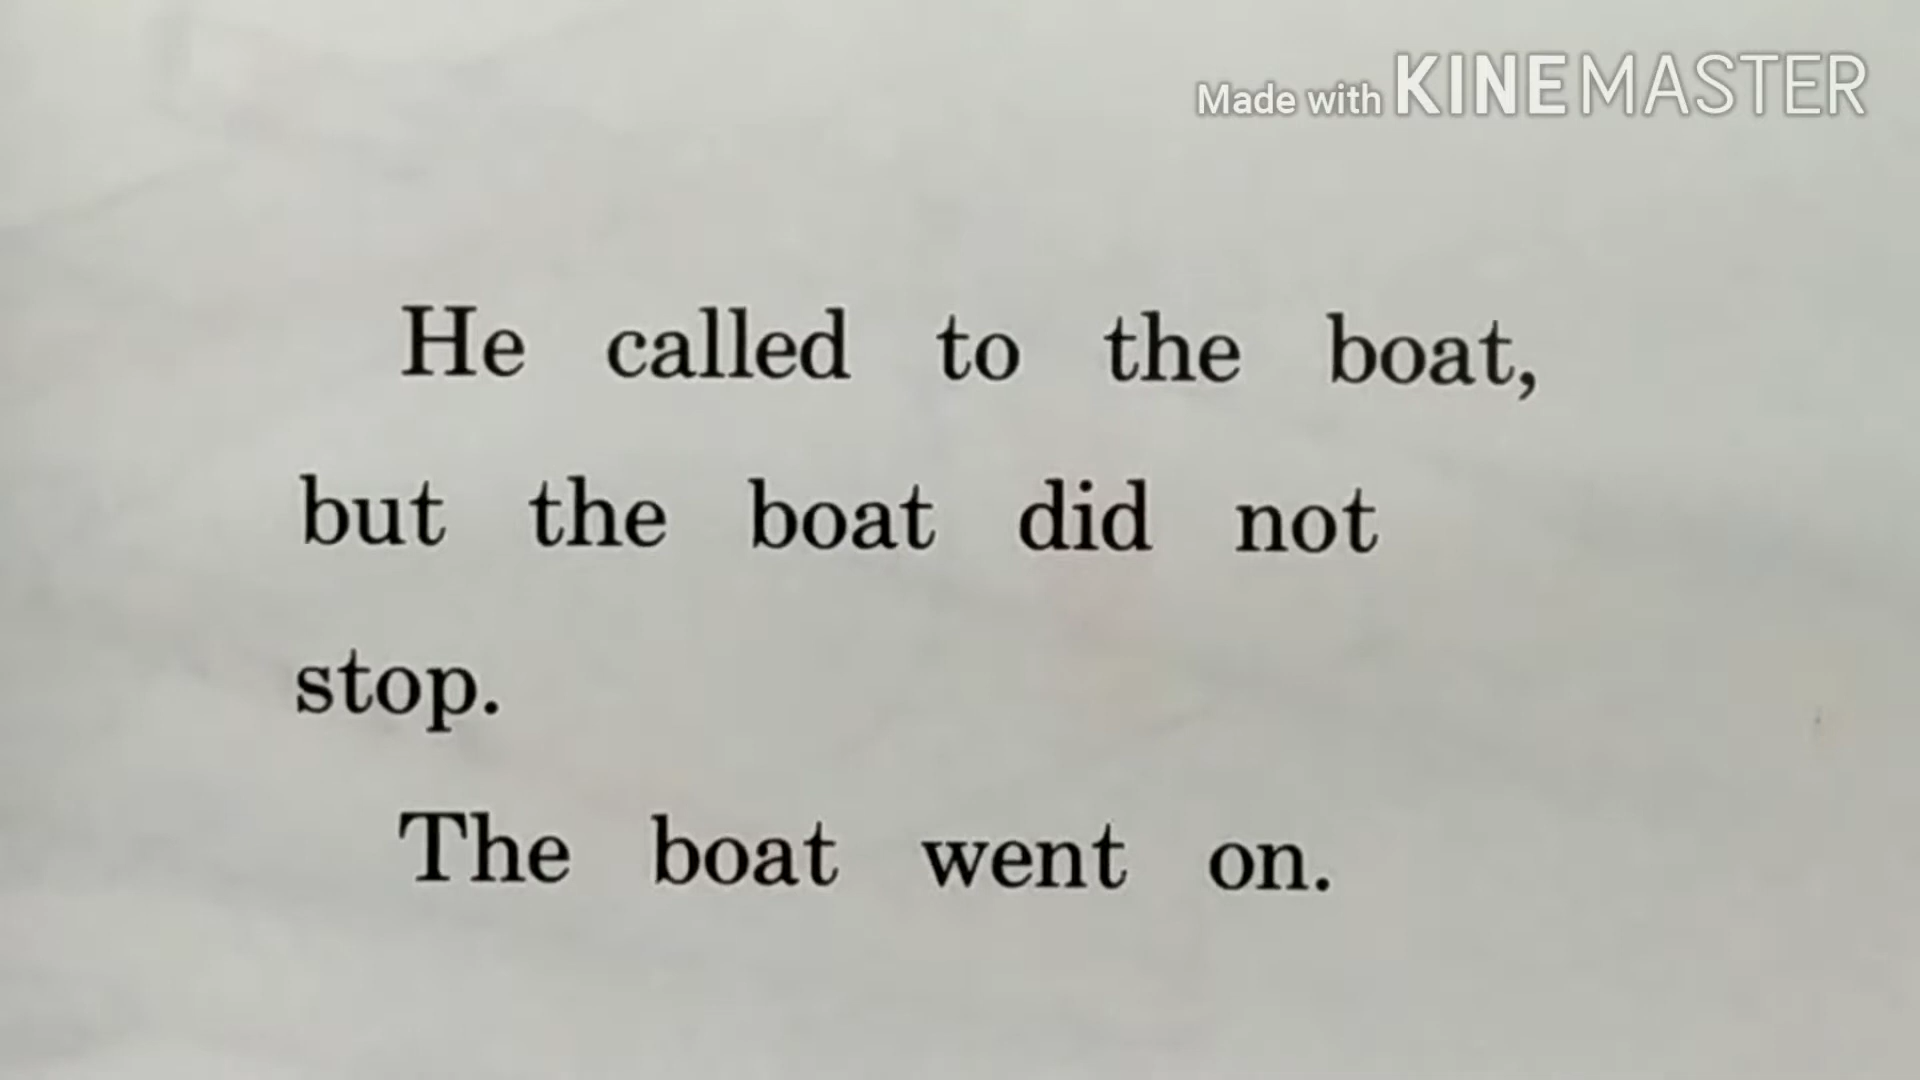 Made with KINEMASTER
He called to the boat,
but the boat did not
stop.
The boat went on.